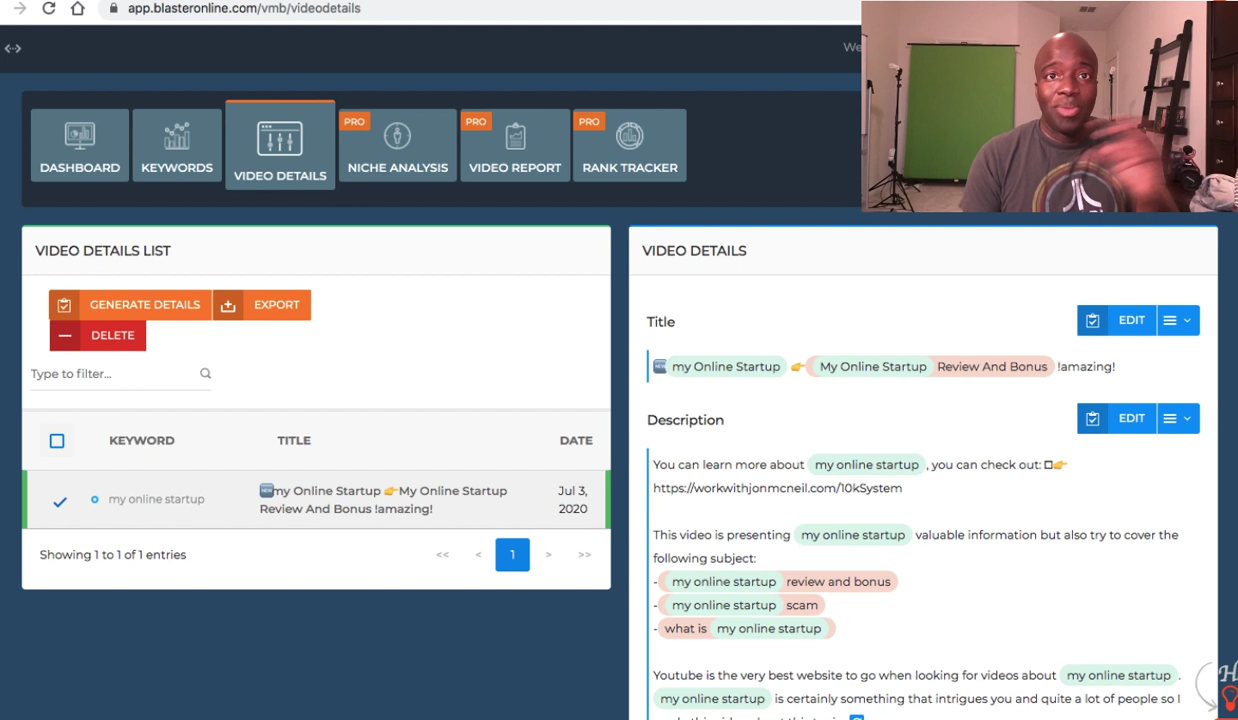 app.blasteronline.com/vmb/videodetails
We
DASHBOARD
KEYWORDS
VIDEO DETAILS
PRO
NICHE ANALYSIS
PRO
VIDEO REPORT
PRO
RANK TRACKER
VIDEO DETAILS LIST
GENERATE DETAILS
EXPORT
DELETE
Type to filter...
KEYWORD TITLE DATE
my online startup
🆕my Online Startup 👉My Online Startup
Review And Bonus !amazing!
Jul 3,
2020
Showing 1 to 1 of 1 entries
<< < 1 > >>
VIDEO DETAILS
Title
EDIT
🆕 my Online Startup 👉 My Online Startup Review And Bonus !amazing!
Description
EDIT
You can learn more about my online startup , you can check out: □👉
https://workwithjonmcneil.com/10kSystem
This video is presenting my online startup valuable information but also try to cover the
following subject:
- my online startup review and bonus
- my online startup scam
- what is my online startup
Youtube is the very best website to go when looking for videos about my online startup .
my online startup is certainly something that intrigues you and quite a lot of people so I